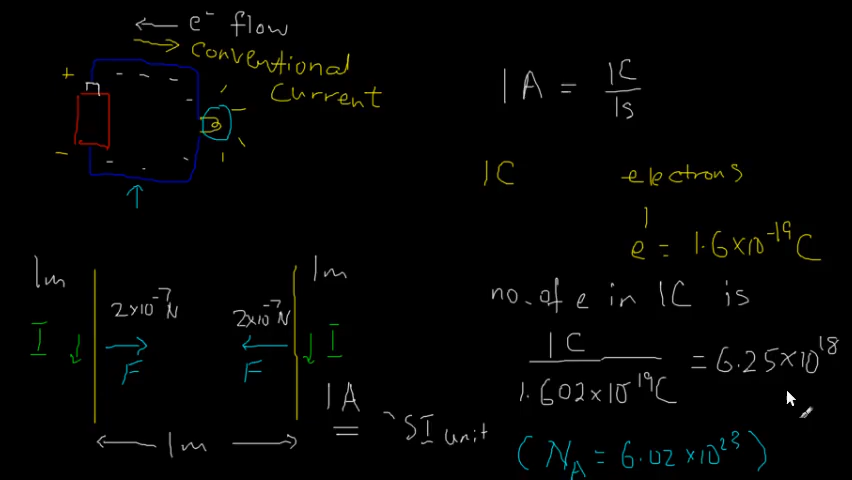 ← e⁻ flow
→ Conventional Current
+
−
1A = 1C/1s
1C electrons
1e = 1.6×10⁻¹⁹C
no. of e in 1C is
1C / 1.602×10⁻¹⁹C = 6.25×10¹⁸
(N_A = 6.02×10²³)
1m 1m
2×10⁻⁷N 2×10⁻⁷N
I ↓ ↓ I
F F
← 1m →
1A SI unit